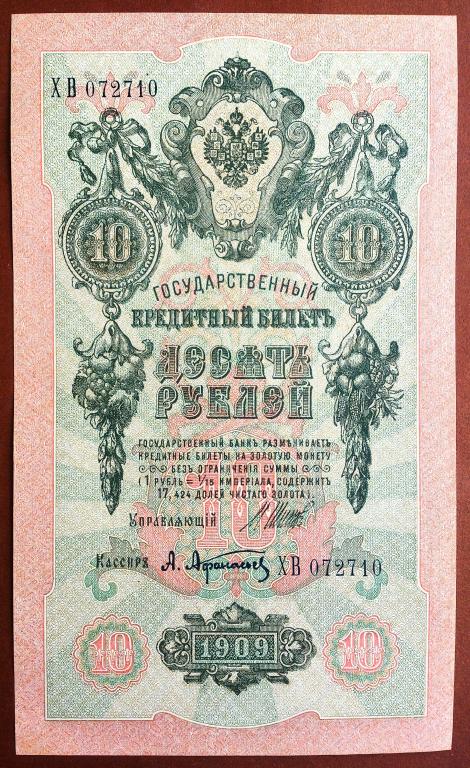 ХВ 072710
10 10
ГОСУДАРСТВЕННЫЙ
КРЕДИТНЫЙ БИЛЕТЪ
ДЕСЯТЬ
РУБЛЕЙ
ГОСУДАРСТВЕННЫЙ БАНКЪ РАЗМѢНИВАЕТЪ
КРЕДИТНЫЕ БИЛЕТЫ НА ЗОЛОТУЮ МОНЕТУ
БЕЗЪ ОГРАНИЧЕНІЯ СУММЫ
(1 РУБЛЬ = 1/15 ИМПЕРІАЛА, СОДЕРЖИТЪ
17,424 ДОЛЕЙ ЧИСТАГО ЗОЛОТА).
10
Управляющій
Кассиръ А. Афанасьев ХВ 072710
10 1909 10